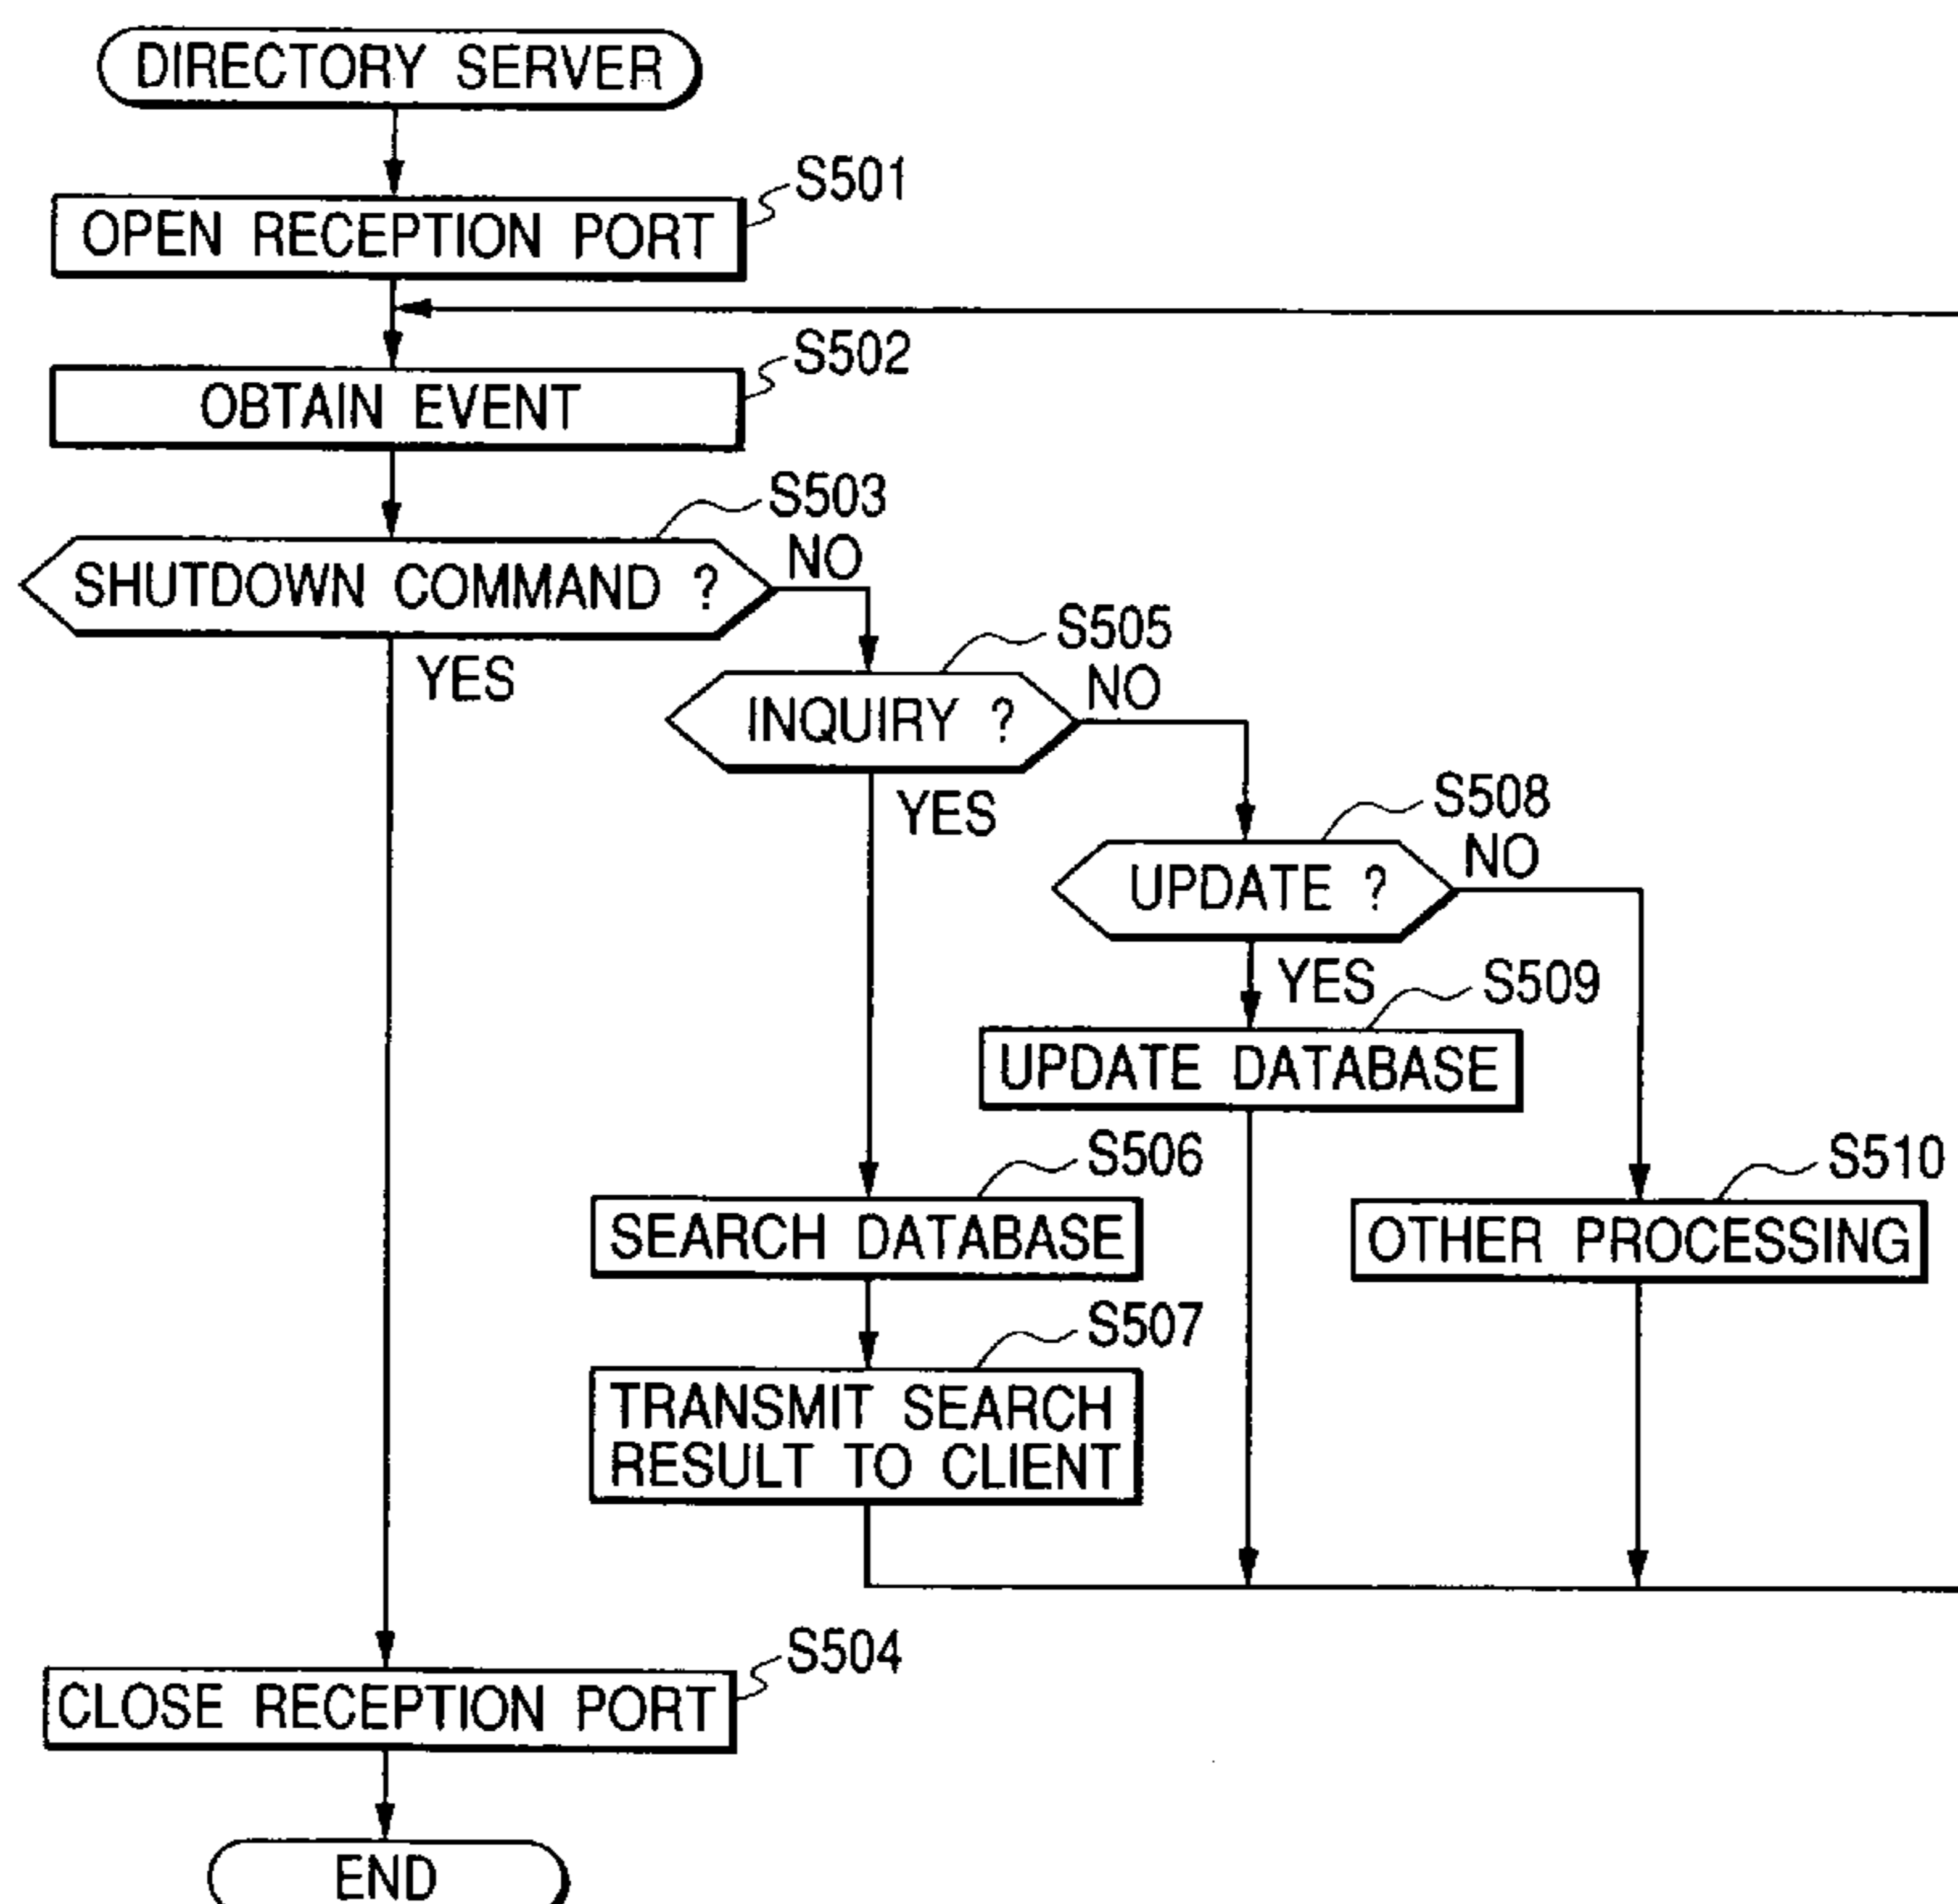 DIRECTORY SERVER
S501
OPEN RECEPTION PORT
S502
OBTAIN EVENT
S503
SHUTDOWN COMMAND ?
NO
YES
S505
INQUIRY ?
NO
YES
S508
UPDATE ?
NO
YES
S509
UPDATE DATABASE
S506
SEARCH DATABASE
S510
OTHER PROCESSING
S507
TRANSMIT SEARCH
RESULT TO CLIENT
S504
CLOSE RECEPTION PORT
END